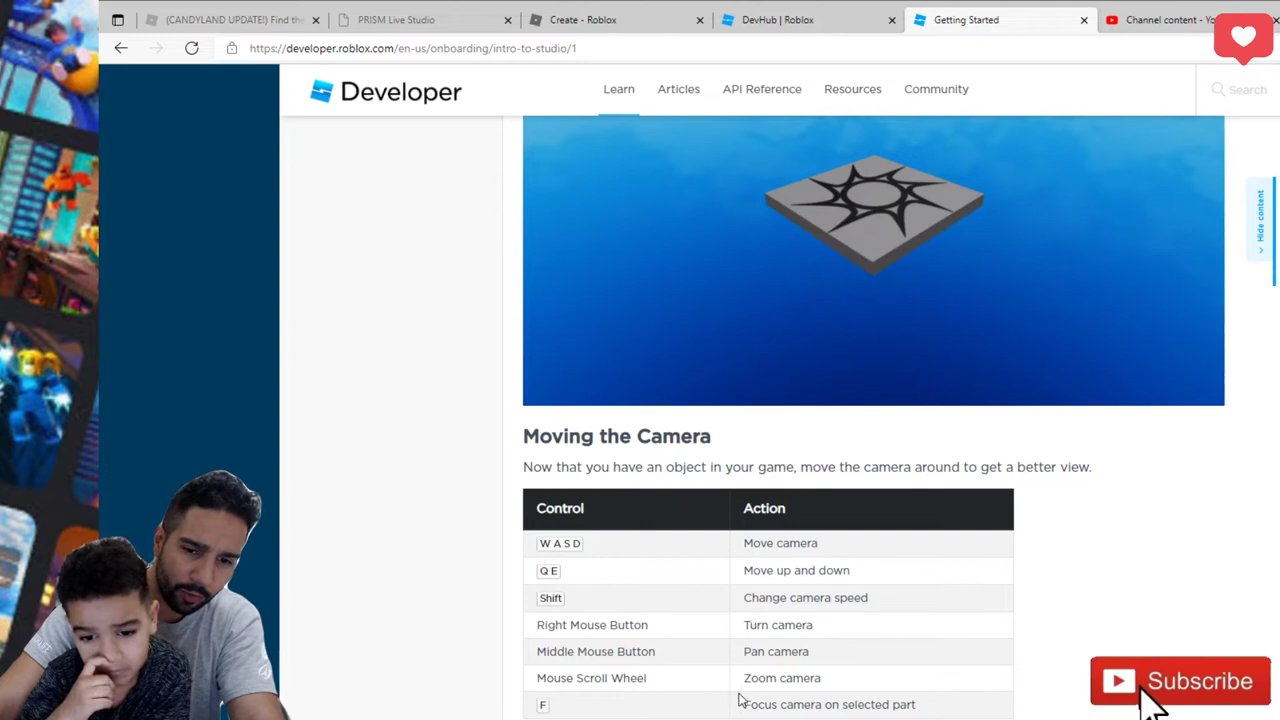 (CANDYLAND UPDATE!) Find the
PRISM Live Studio
Create - Roblox
DevHub | Roblox
Getting Started
Channel content - Yo
https://developer.roblox.com/en-us/onboarding/intro-to-studio/1
Developer
Learn
Articles
API Reference
Resources
Community
Search
Hide content
Moving the Camera
Now that you have an object in your game, move the camera around to get a better view.
Control Action
W A S D Move camera
Q E Move up and down
Shift Change camera speed
Right Mouse Button Turn camera
Middle Mouse Button Pan camera
Mouse Scroll Wheel Zoom camera
F Focus camera on selected part
Subscribe